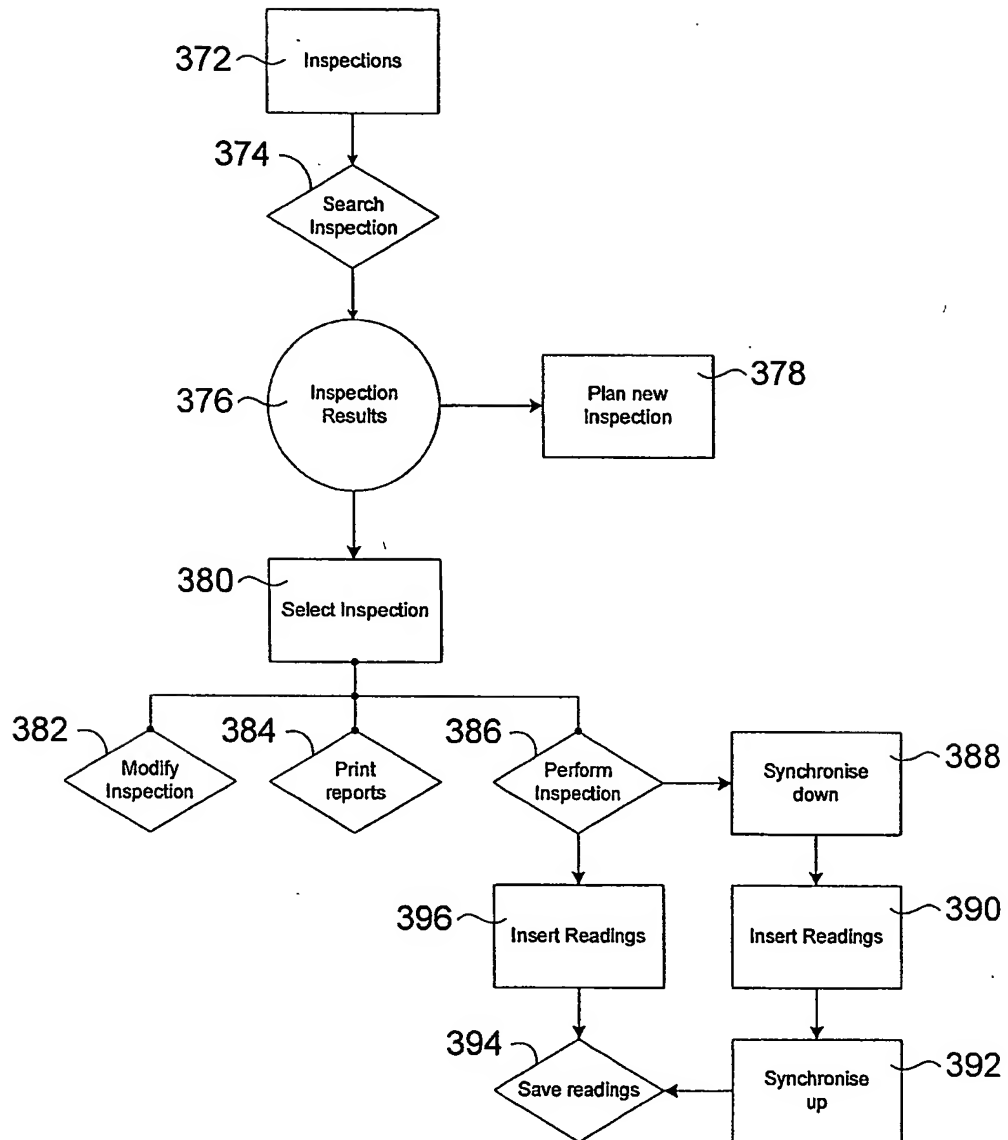 372
Inspections
374
Search
Inspection
376
Inspection
Results
378
Plan new
Inspection
380
Select Inspection
382
Modify
Inspection
384
Print
reports
386
Perform
Inspection
388
Synchronise
down
396
Insert Readings
390
Insert Readings
394
Save readings
392
Synchronise
up